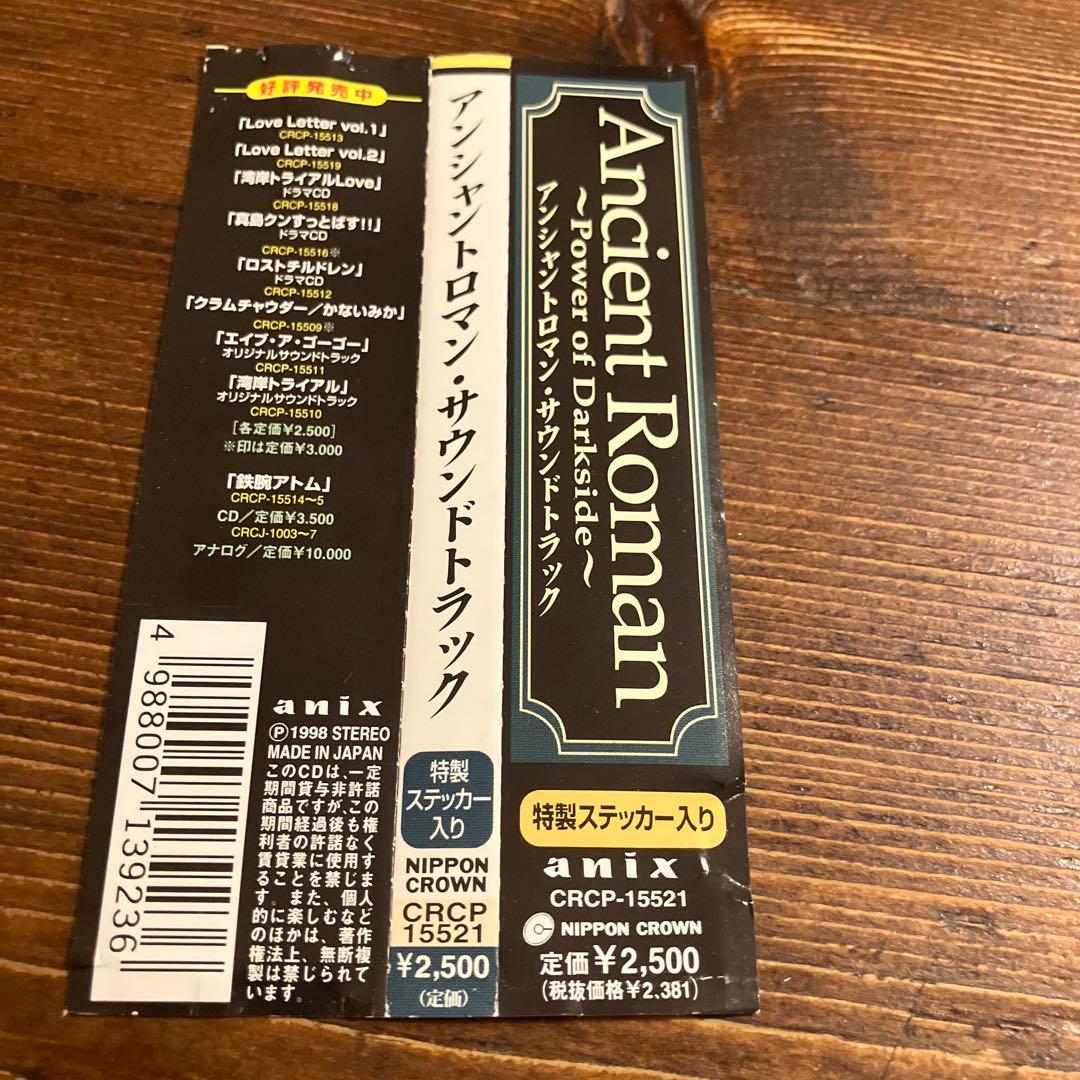 好評発売中
「Love Letter vol.1」
CRCP-15513
「Love Letter vol.2」
CRCP-15519
「湾岸トライアルLove」
ドラマCD
CRCP-15518
「真島クンすっとばす!!」
ドラマCD
CRCP-15516※
「ロストチルドレン」
ドラマCD
CRCP-15512
「クラムチャウダー／かないみか」
CRCP-15509※
「エイブ・ア・ゴーゴー」
オリジナルサウンドトラック
CRCP-15511
「湾岸トライアル」
オリジナルサウンドトラック
CRCP-15510
[各定価¥2.500]
※印は定価¥3.000
「鉄腕アトム」
CRCP-15514〜5
CD／定価¥3.500
CRCJ-1003〜7
アナログ／定価¥10.000
4 988007 139236
anix
Ⓟ1998 STEREO
MADE IN JAPAN
このCDは、一定
期間貸与非許諾
商品ですが、この
期間経過後も権
利者の許諾なく
賃貸業に使用す
ることを禁じま
す。また、個人
的に楽しむなど
のほかは、著作
権法上、無断複
製は禁じられて
います。
アンシャントロマン・サウンドトラック
特製
ステッカー
入り
NIPPON
CROWN
CRCP
15521
¥2,500
(定価)
Ancient Roman
〜Power of Darkside〜
アンシャントロマン・サウンドトラック
特製ステッカー入り
anix
CRCP-15521
NIPPON CROWN
定価¥2,500
(税抜価格¥2,381)